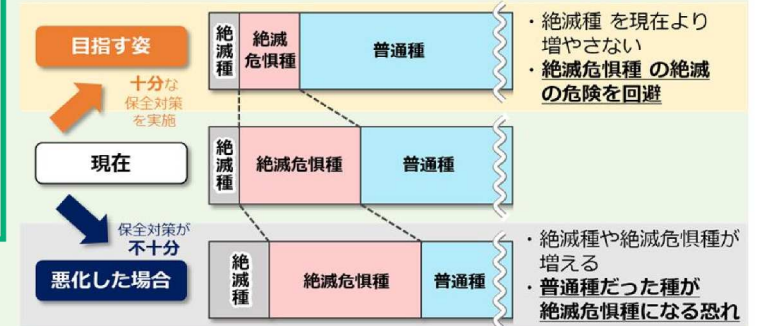 目指す姿
絶滅種
絶滅
危惧種
普通種
・絶滅種 を現在より
増やさない
・絶滅危惧種 の絶滅
の危険を回避
十分な
保全対策
を実施
現在
絶滅種
絶滅危惧種
普通種
保全対策が
不十分
悪化した場合
絶滅種
絶滅危惧種
普通種
・絶滅種や絶滅危惧種が
増える
・普通種だった種が
絶滅危惧種になる恐れ